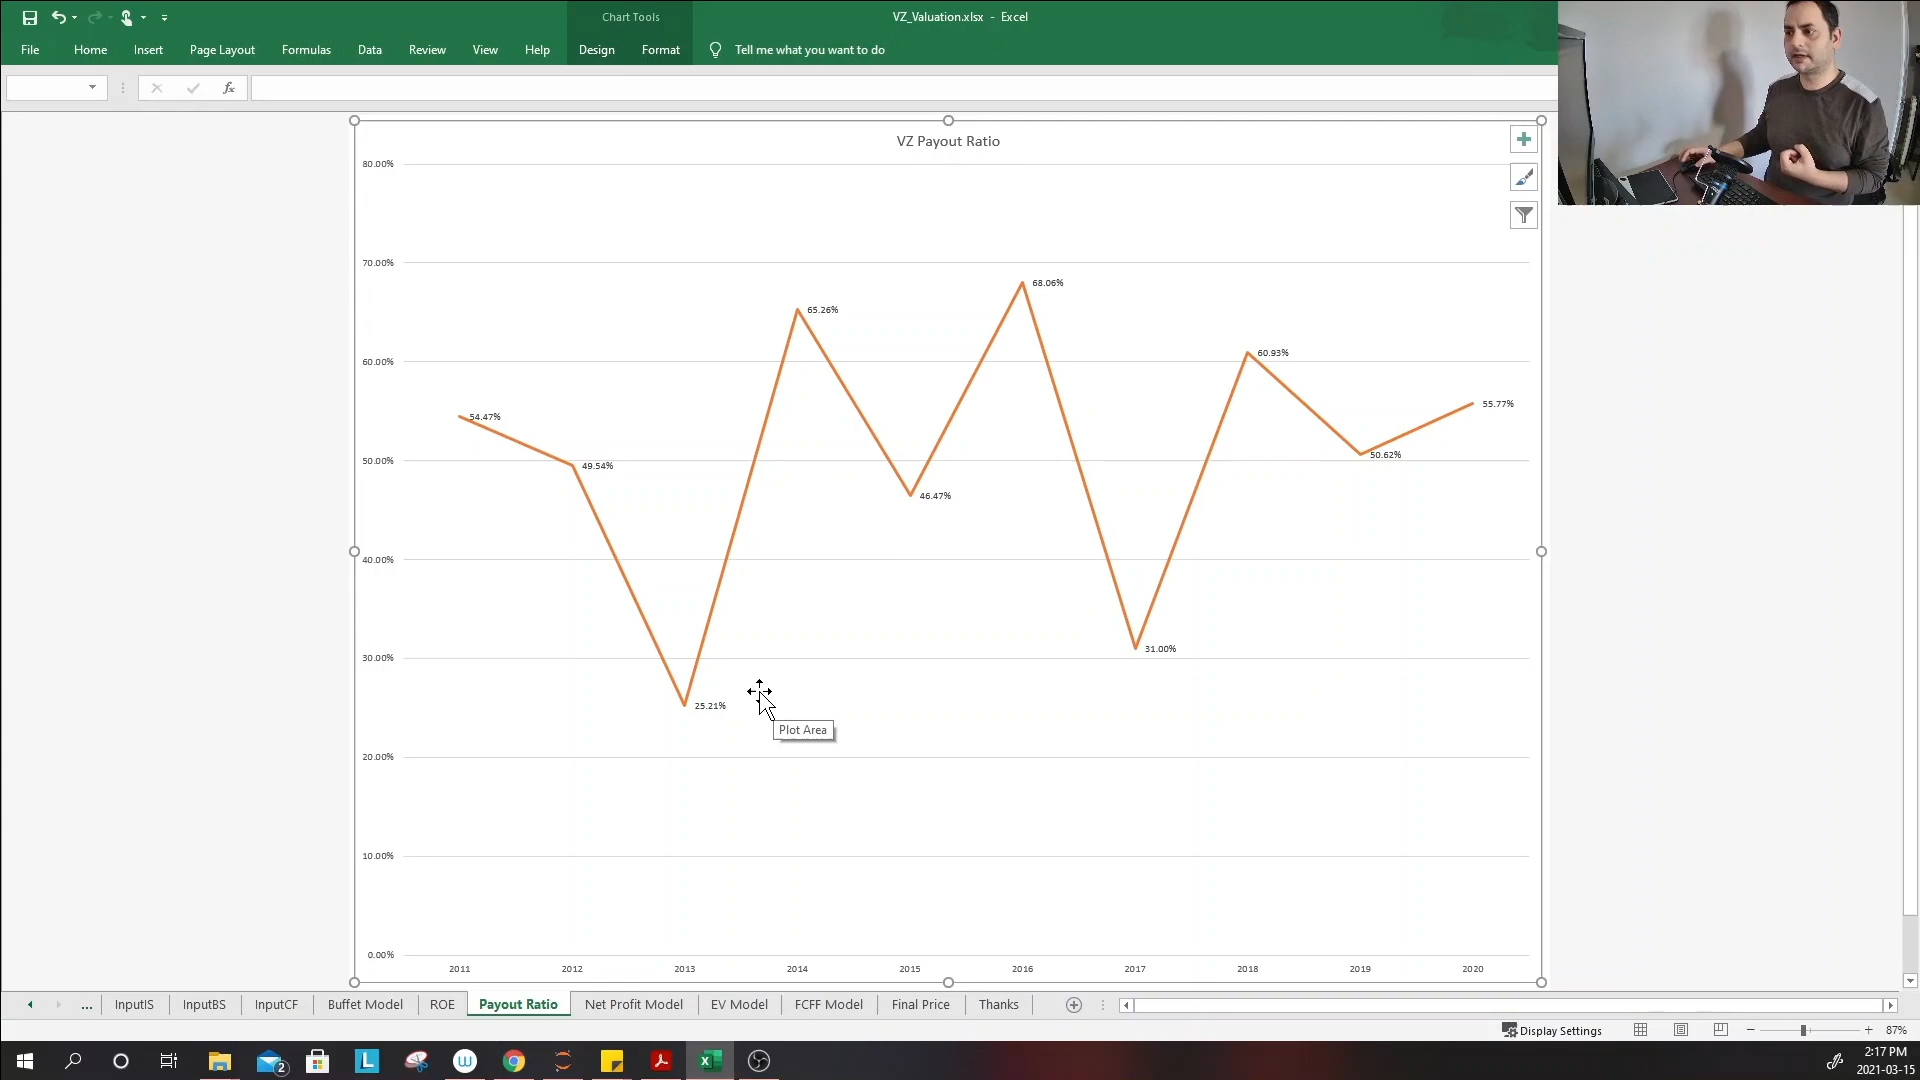 Chart Tools
VZ_Valuation.xlsx - Excel
File Home Insert Page Layout Formulas Data Review View Help Design Format Tell me what you want to do
fx
VZ Payout Ratio
80.00%
70.00%
68.06%
65.26%
60.93%
60.00%
55.77%
54.47%
50.62%
50.00%
49.54%
46.47%
40.00%
31.00%
30.00%
25.21%
Plot Area
20.00%
10.00%
0.00%
2011 2012 2013 2014 2015 2016 2017 2018 2019 2020
... InputIS InputBS InputCF Buffet Model ROE Payout Ratio Net Profit Model EV Model FCFF Model Final Price Thanks
Display Settings 87%
2:17 PM
2021-03-15
2